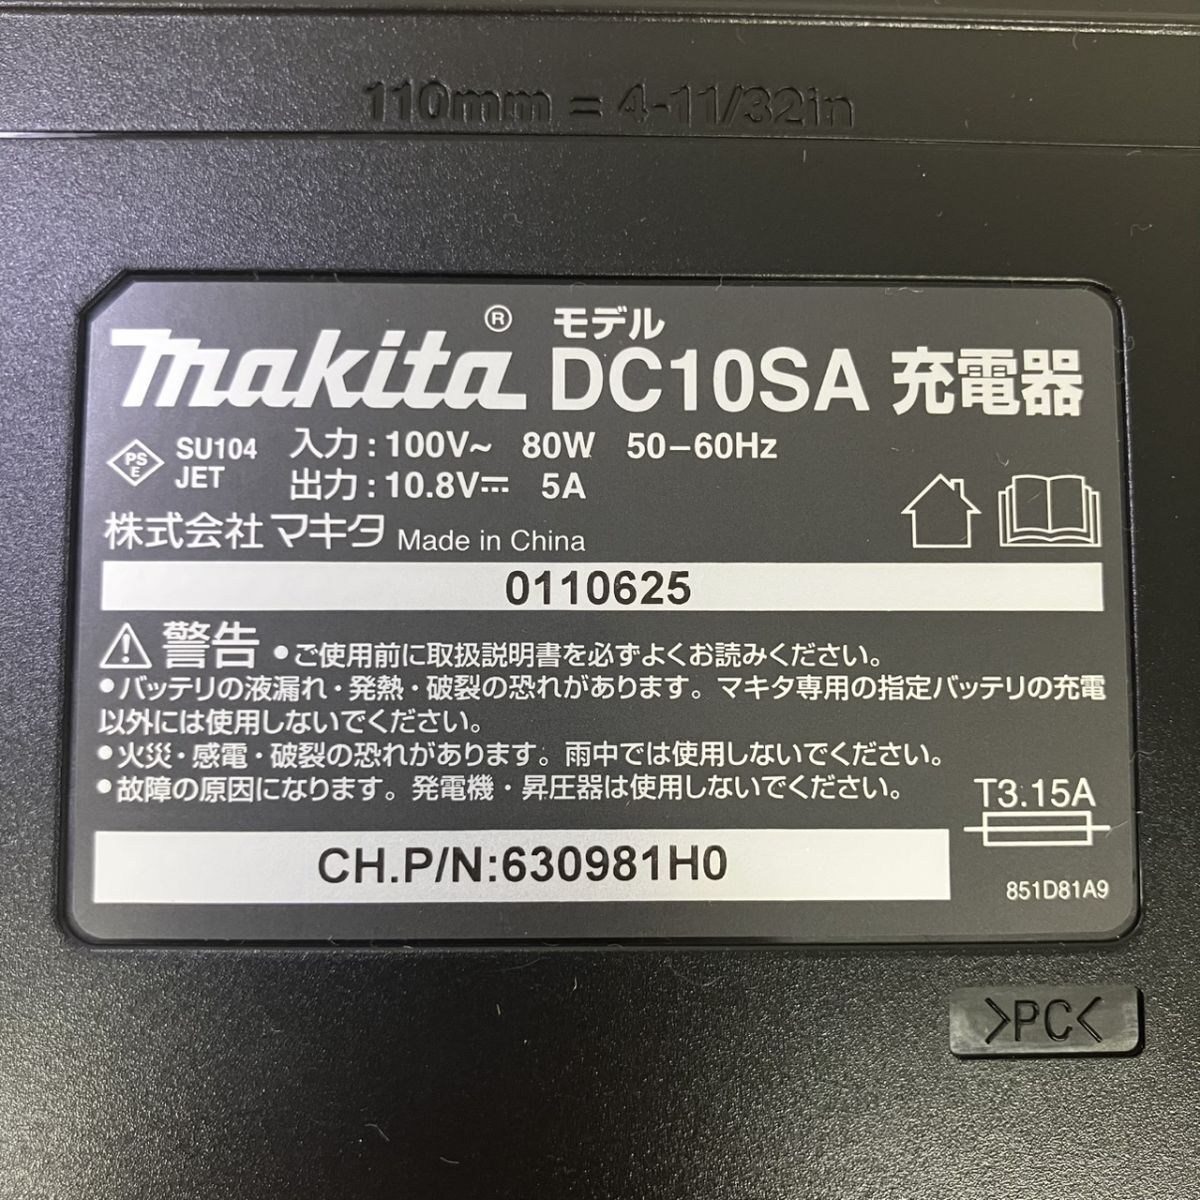 110mm = 4-11/32in
makita® モデル
DC10SA 充電器
PS
E
SU104
JET
入力:100V~ 80W 50-60Hz
出力:10.8V⎓ 5A
株式会社マキタ Made in China
0110625
警告 •ご使用前に取扱説明書を必ずよくお読みください。
•バッテリの液漏れ・発熱・破裂の恐れがあります。マキタ専用の指定バッテリの充電
以外には使用しないでください。
•火災・感電・破裂の恐れがあります。雨中では使用しないでください。
•故障の原因になります。発電機・昇圧器は使用しないでください。
T3.15A
CH.P/N:630981H0
851D81A9
>PC<